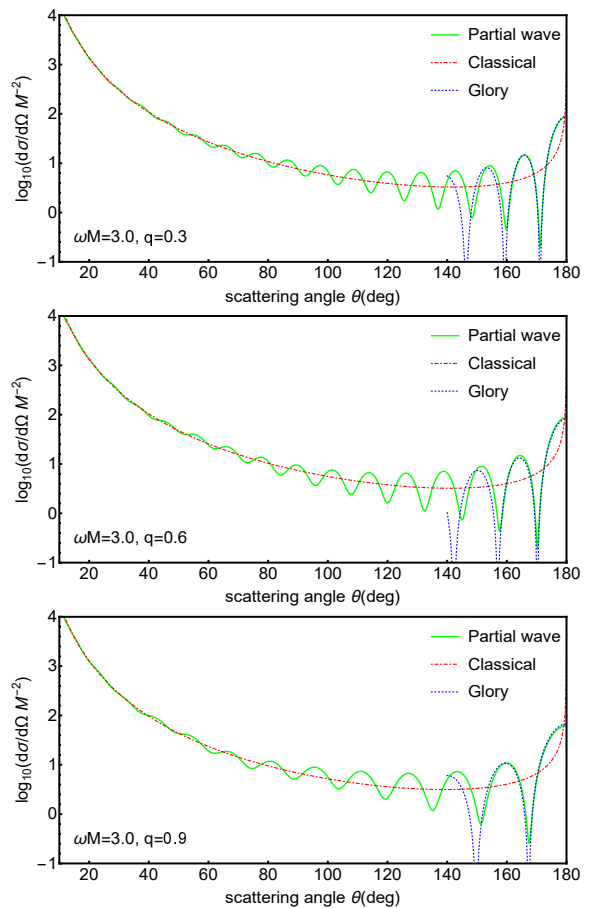 4
3
2
1
0
−1
log₁₀(dσ/dΩ M⁻²)
Partial wave
Classical
Glory
ωM=3.0, q=0.3
20 40 60 80 100 120 140 160 180
scattering angle θ(deg)
4
3
2
1
0
−1
log₁₀(dσ/dΩ M⁻²)
Partial wave
Classical
Glory
ωM=3.0, q=0.6
20 40 60 80 100 120 140 160 180
scattering angle θ(deg)
4
3
2
1
0
−1
log₁₀(dσ/dΩ M⁻²)
Partial wave
Classical
Glory
ωM=3.0, q=0.9
20 40 60 80 100 120 140 160 180
scattering angle θ(deg)